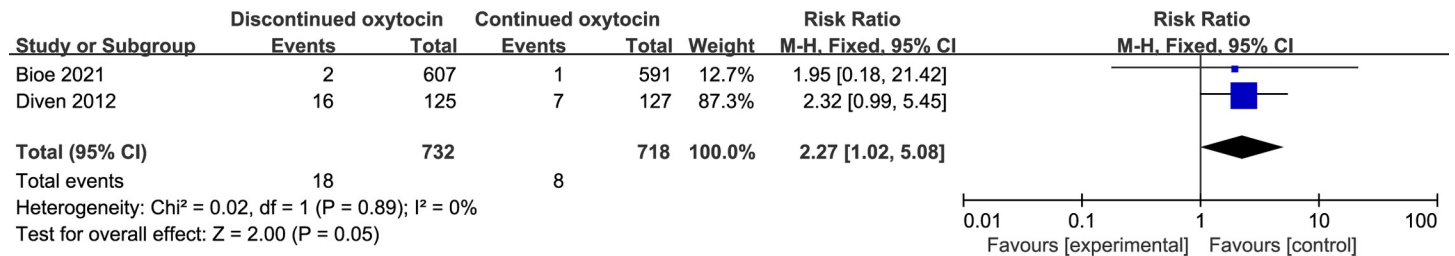 Discontinued oxytocin Continued oxytocin Risk Ratio Risk Ratio
Study or Subgroup Events Total Events Total Weight M-H, Fixed, 95% CI M-H, Fixed, 95% CI
Bioe 2021 2 607 1 591 12.7% 1.95 [0.18, 21.42]
Diven 2012 16 125 7 127 87.3% 2.32 [0.99, 5.45]
Total (95% CI) 732 718 100.0% 2.27 [1.02, 5.08]
Total events 18 8
Heterogeneity: Chi² = 0.02, df = 1 (P = 0.89); I² = 0%
Test for overall effect: Z = 2.00 (P = 0.05)
0.01 0.1 1 10 100
Favours [experimental] Favours [control]